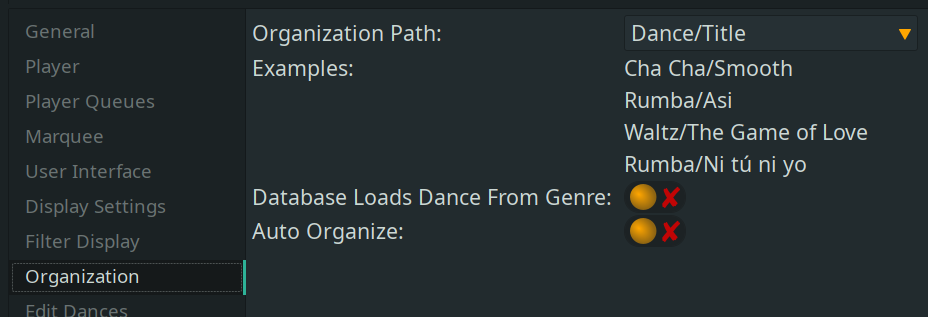 General
Player
Player Queues
Marquee
User Interface
Display Settings
Filter Display
Organization
Edit Dances
Organization Path: Dance/Title
Examples: Cha Cha/Smooth
Rumba/Asi
Waltz/The Game of Love
Rumba/Ni tú ni yo
Database Loads Dance From Genre:
Auto Organize: